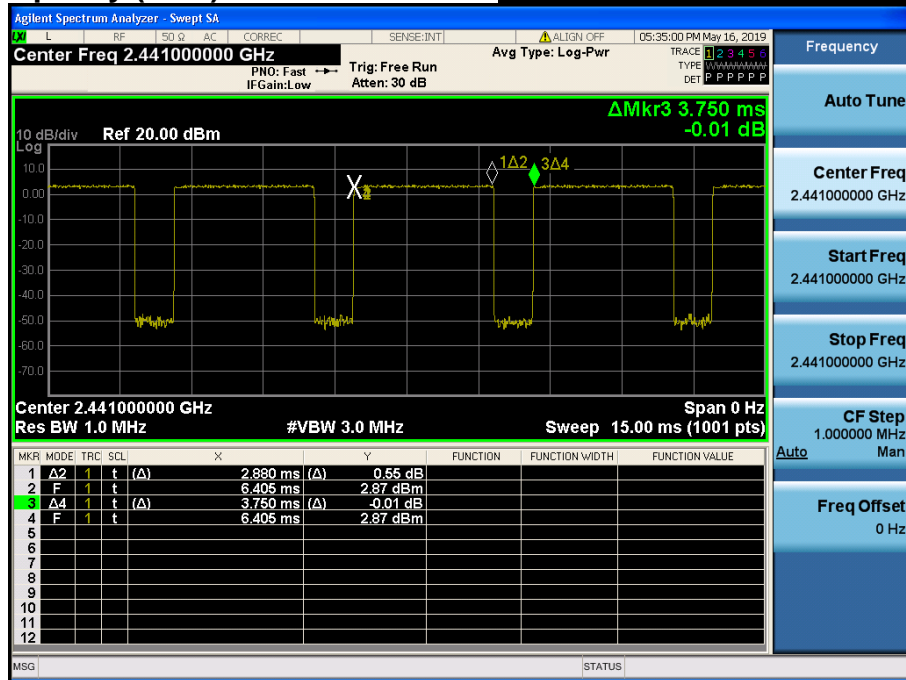 Agilent Spectrum Analyzer - Swept SA
LXI L RF 50 Ω AC CORREC SENSE:INT ALIGN OFF 05:35:00 PM May 16, 2019
Center Freq 2.441000000 GHz
PNO: Fast
IFGain:Low
Trig: Free Run
Atten: 30 dB
Avg Type: Log-Pwr
TRACE 1 2 3 4 5 6
TYPE
DET P P P P P P
ΔMkr3 3.750 ms
-0.01 dB
10 dB/div Ref 20.00 dBm
Log
10.0
0.00
-10.0
-20.0
-30.0
-40.0
-50.0
-60.0
-70.0
X
1Δ2
3Δ4
Center 2.441000000 GHz Span 0 Hz
Res BW 1.0 MHz #VBW 3.0 MHz Sweep 15.00 ms (1001 pts)
MKR MODE TRC SCL X Y FUNCTION FUNCTION WIDTH FUNCTION VALUE
1 Δ2 1 t (Δ) 2.880 ms (Δ) 0.55 dB
2 F 1 t 6.405 ms 2.87 dBm
3 Δ4 1 t (Δ) 3.750 ms (Δ) -0.01 dB
4 F 1 t 6.405 ms 2.87 dBm
5
6
7
8
9
10
11
12
MSG STATUS
Frequency
Auto Tune
Center Freq
2.441000000 GHz
Start Freq
2.441000000 GHz
Stop Freq
2.441000000 GHz
CF Step
1.000000 MHz
Auto Man
Freq Offset
0 Hz